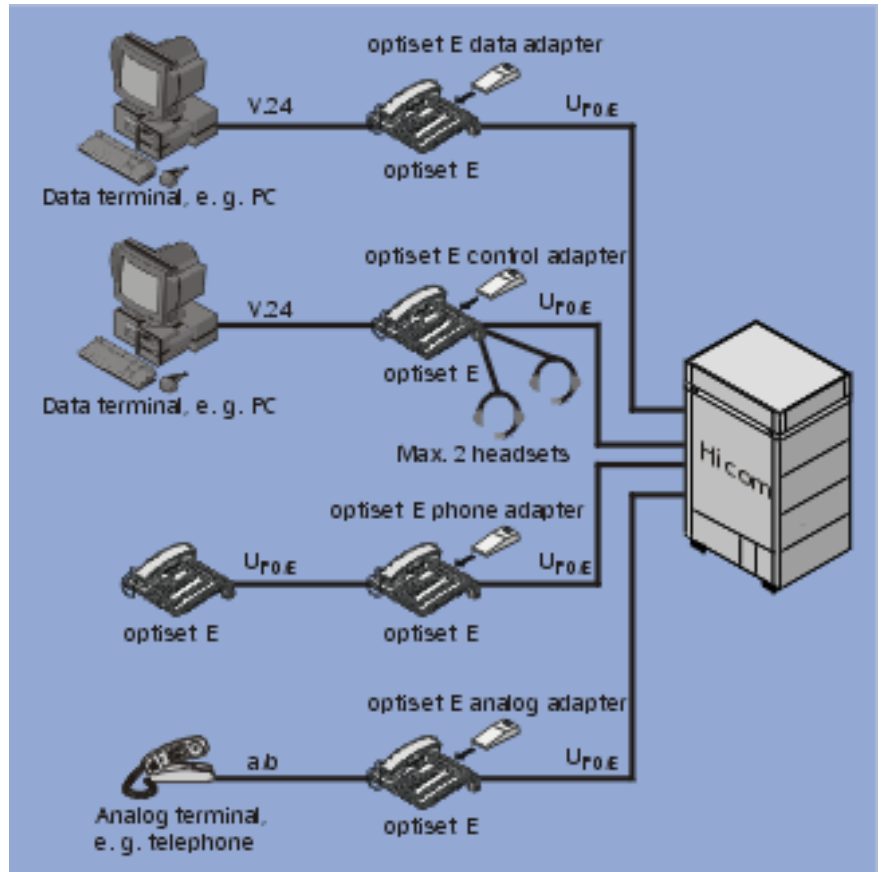 optiset E data adapter
V.24
UP0/E
optiset E
Data terminal, e. g. PC
optiset E control adapter
V.24
UP0/E
optiset E
Data terminal, e. g. PC
Max. 2 headsets
Hicom
optiset E phone adapter
UP0/E
UP0/E
optiset E
optiset E
optiset E analog adapter
a/b
UP0/E
Analog terminal,
e. g. telephone
optiset E